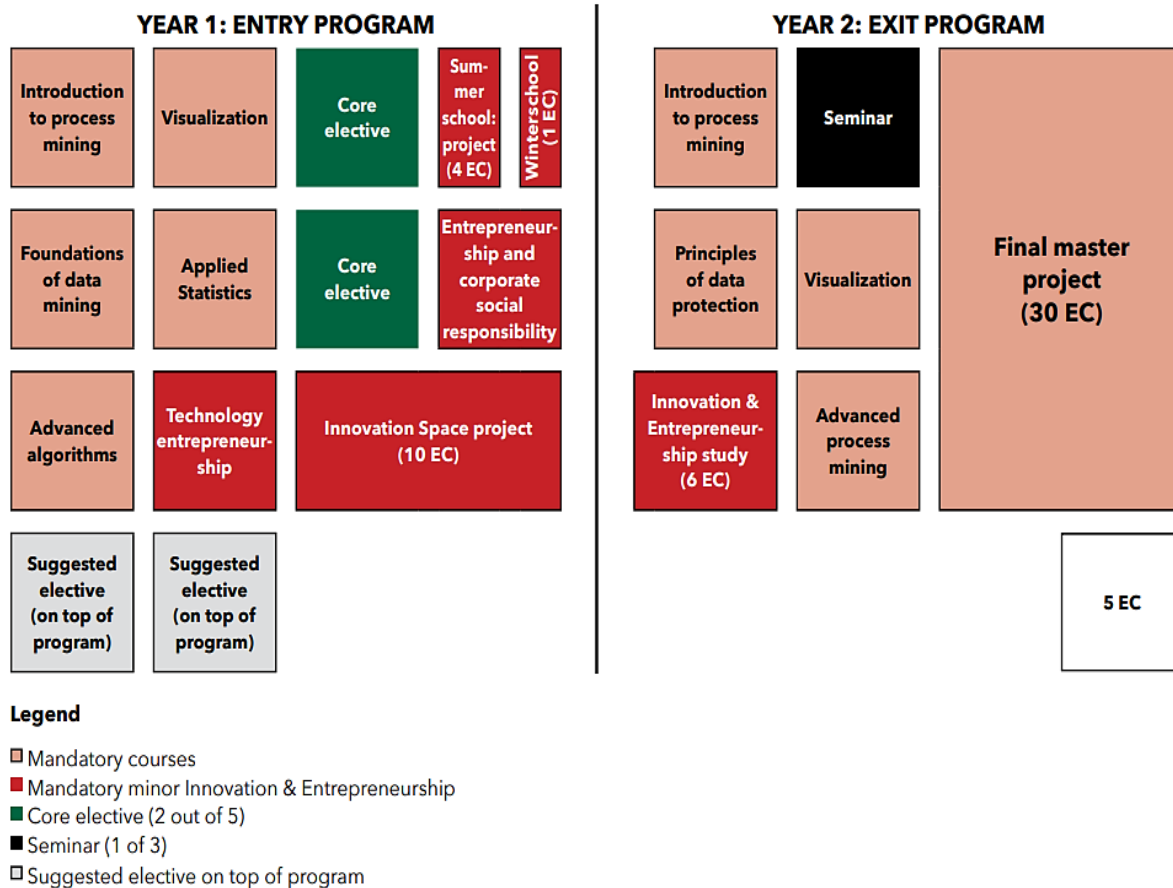 YEAR 1: ENTRY PROGRAM
Introduction
to process
mining
Visualization
Core
elective
Sum-
mer
school:
project
(4 EC)
Winterschool
(1 EC)
Foundations
of data
mining
Applied
Statistics
Core
elective
Entrepreneur-
ship and
corporate
social
responsibility
Advanced
algorithms
Technology
entrepreneur-
ship
Innovation Space project
(10 EC)
Suggested
elective
(on top of
program)
Suggested
elective
(on top of
program)
YEAR 2: EXIT PROGRAM
Introduction
to process
mining
Seminar
Final master
project
(30 EC)
Principles
of data
protection
Visualization
Innovation &
Entrepreneur-
ship study
(6 EC)
Advanced
process
mining
5 EC
Legend
Mandatory courses
Mandatory minor Innovation & Entrepreneurship
Core elective (2 out of 5)
Seminar (1 of 3)
Suggested elective on top of program